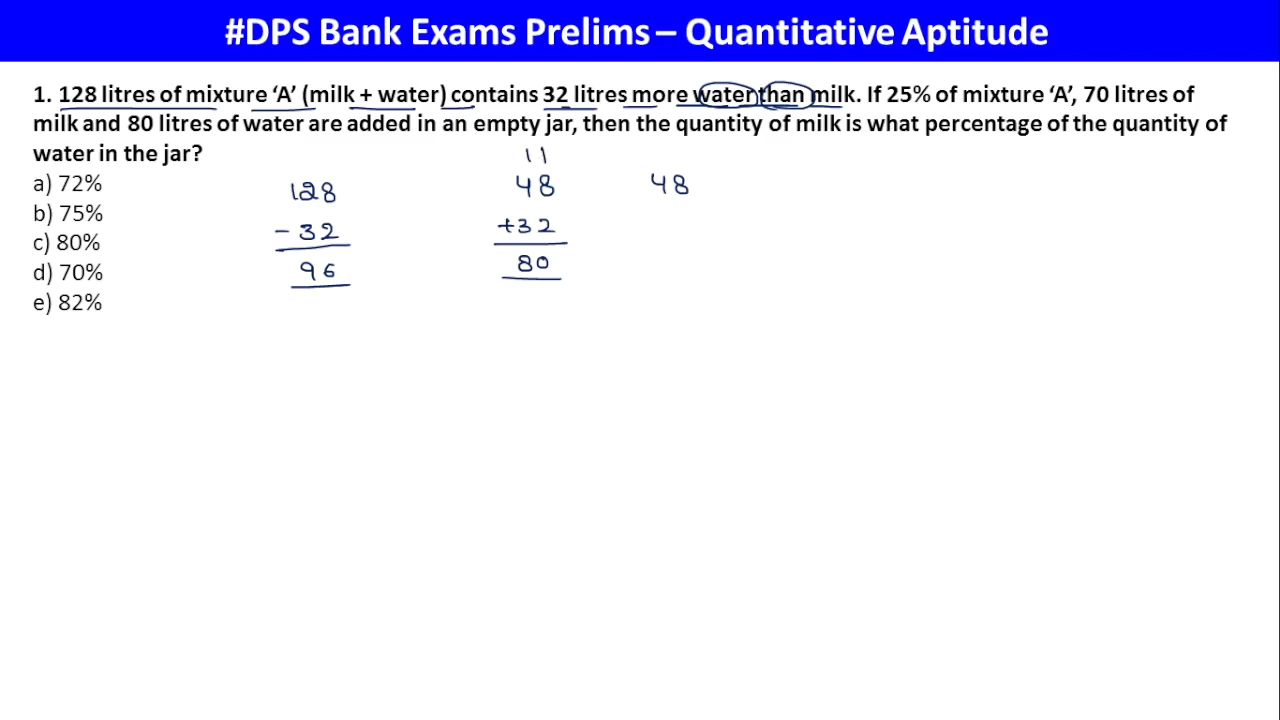 #DPS Bank Exams Prelims – Quantitative Aptitude
1. 128 litres of mixture ‘A’ (milk + water) contains 32 litres more water than milk. If 25% of mixture ‘A’, 70 litres of
milk and 80 litres of water are added in an empty jar, then the quantity of milk is what percentage of the quantity of
water in the jar?
a) 72%
b) 75%
c) 80%
d) 70%
e) 82%
128
- 32
96
11
48
+32
80
48